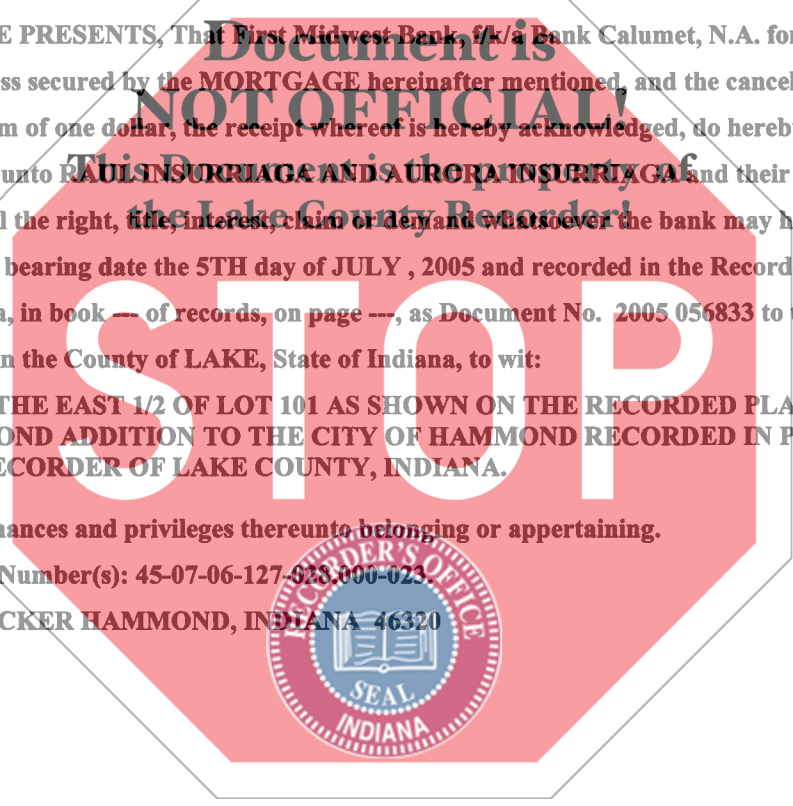 E PRESENTS, That First Midwest Bank, f/k/a Bank Calumet, N.A. for
Document is
ss secured by the MORTGAGE hereinafter mentioned, and the cancel
NOT OFFICIAL!
m of one dollar, the receipt whereof is hereby acknowledged, do hereby
This Document is the property of
unto RAUL INSURRIAGA AND AURORA INSURRIAGA and their
the Lake County Recorder!
l the right, title, interest, claim or demand whatsoever the bank may h
bearing date the 5TH day of JULY , 2005 and recorded in the Record
a, in book --- of records, on page ---, as Document No. 2005 056833 to
n the County of LAKE, State of Indiana, to wit:
STOP
THE EAST 1/2 OF LOT 101 AS SHOWN ON THE RECORDED PLA
OND ADDITION TO THE CITY OF HAMMOND RECORDED IN P
ECORDER OF LAKE COUNTY, INDIANA.
nances and privileges thereunto belonging or appertaining.
Number(s): 45-07-06-127-028.000-023.
CKER HAMMOND, INDIANA 46320
RECORDER'S OFFICE
SEAL
INDIANA